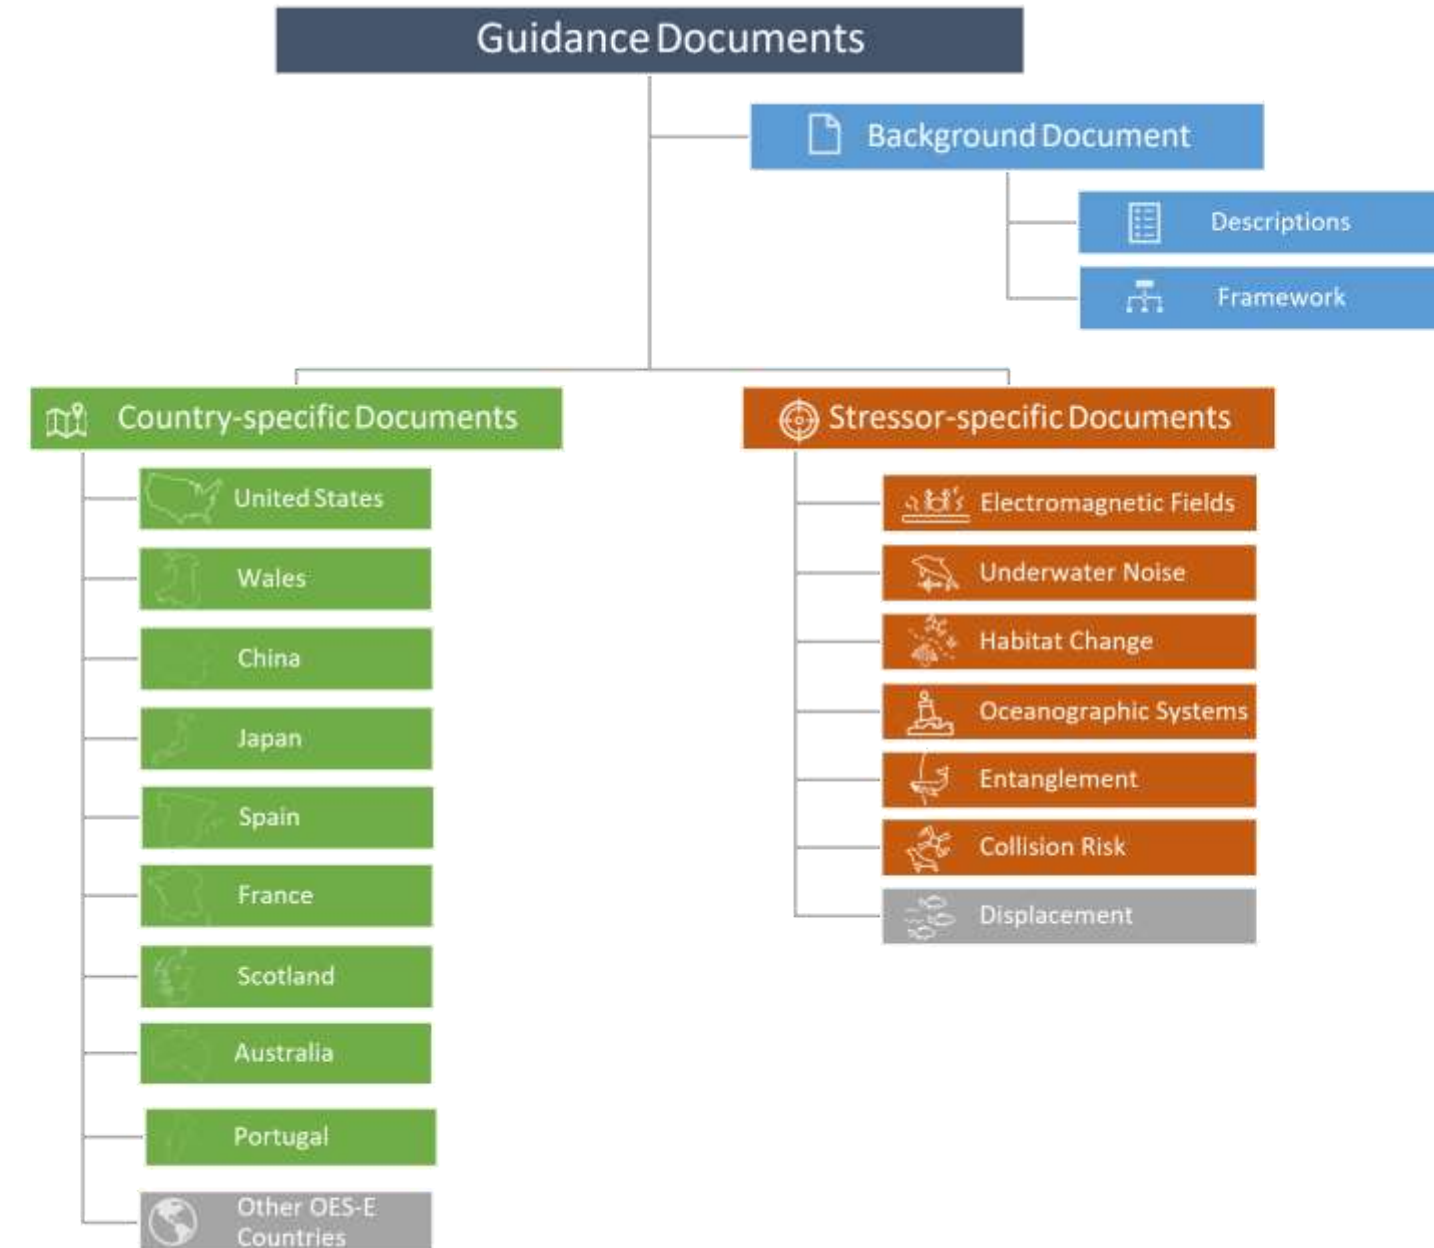 Guidance Documents
Background Document
Descriptions
Framework
Country-specific Documents
United States
Wales
China
Japan
Spain
France
Scotland
Australia
Portugal
Other OES-E
Countries
Stressor-specific Documents
Electromagnetic Fields
Underwater Noise
Habitat Change
Oceanographic Systems
Entanglement
Collision Risk
Displacement